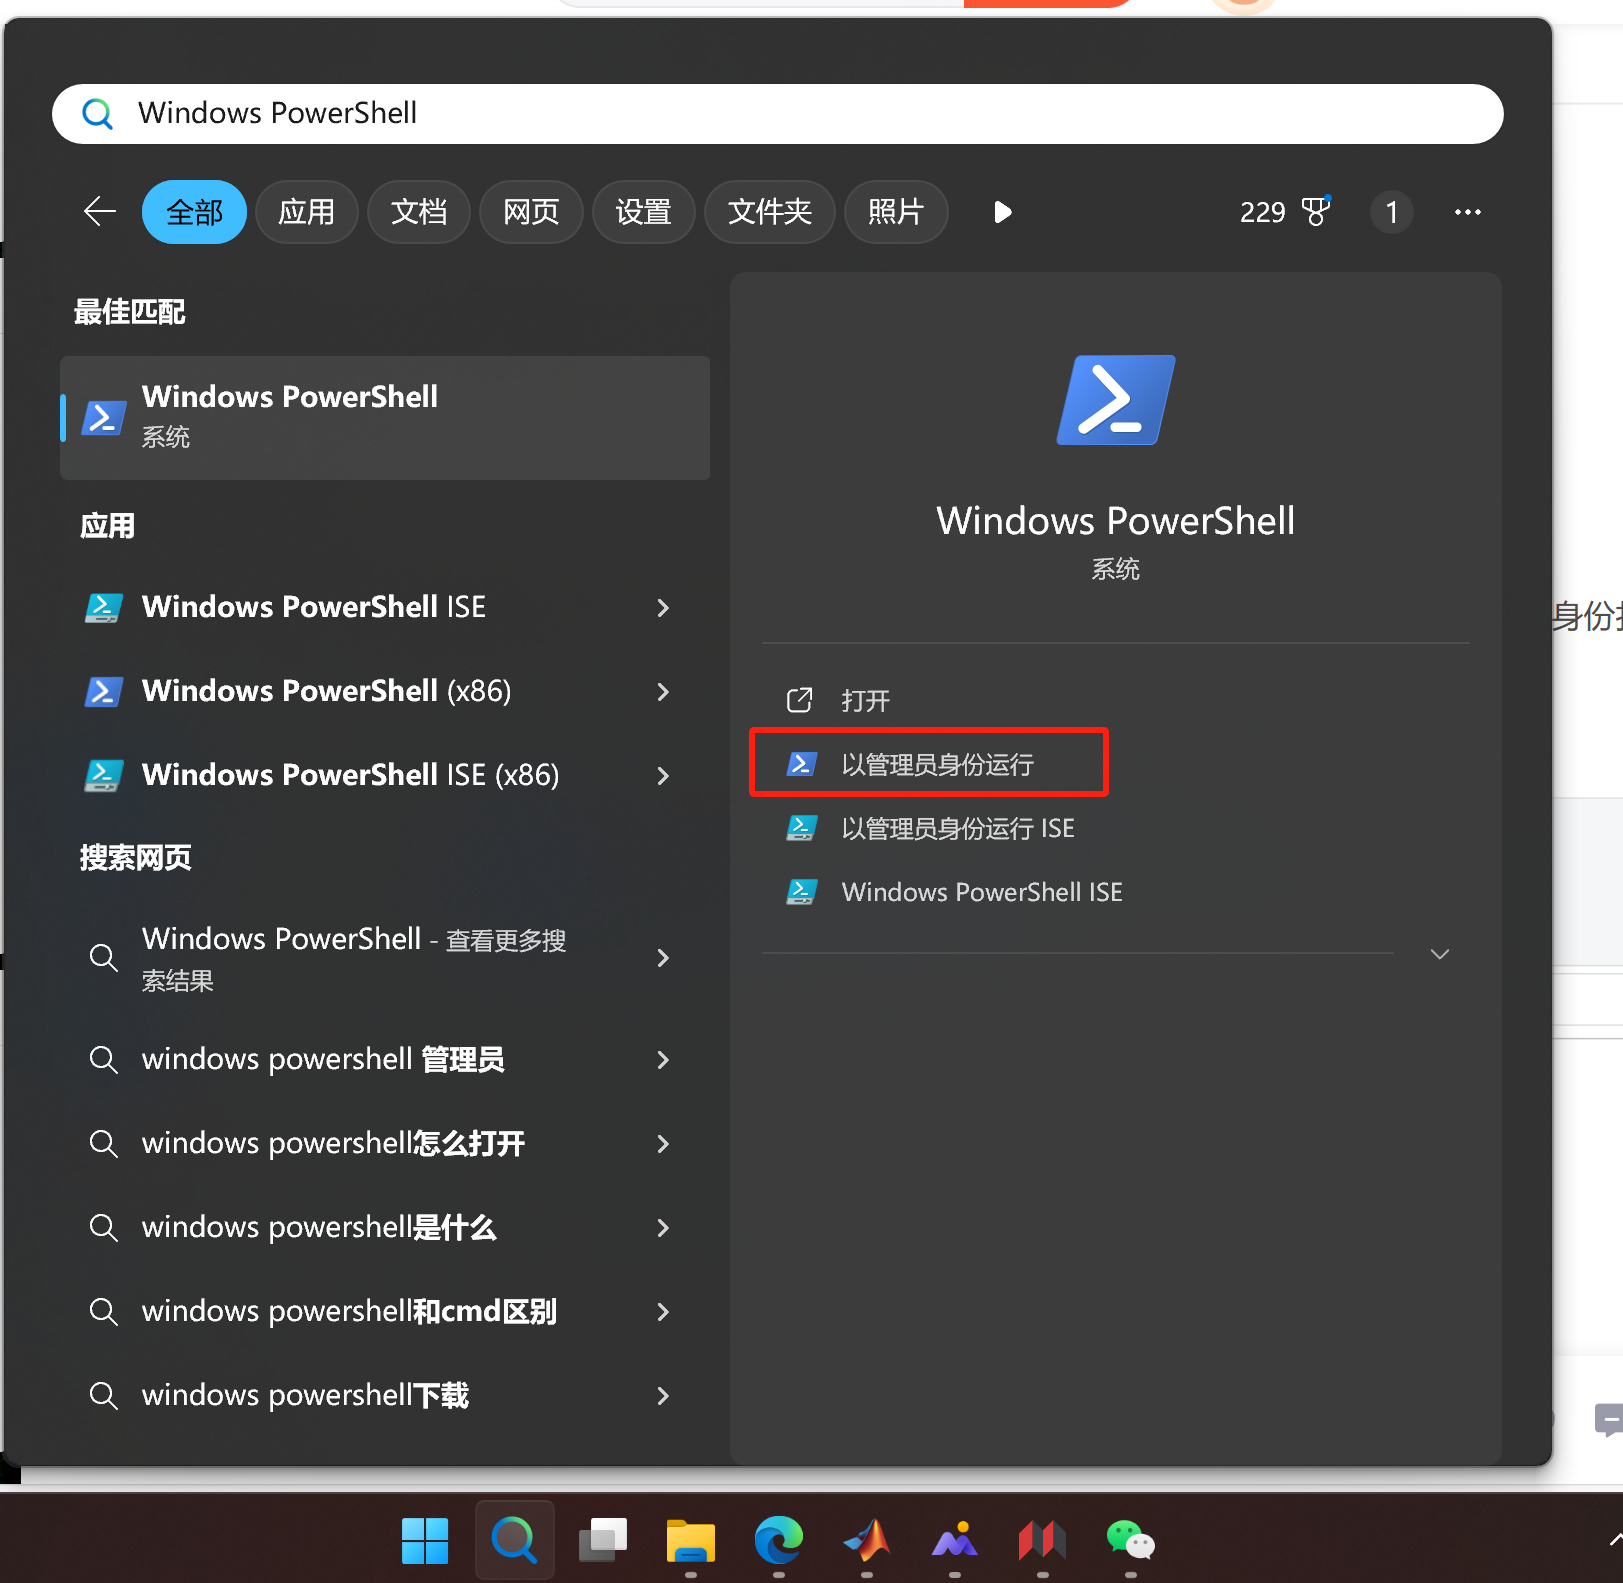 Windows PowerShell
全部
应用
文档
网页
设置
文件夹
照片
229
1
最佳匹配
Windows PowerShell
系统
应用
Windows PowerShell ISE
Windows PowerShell (x86)
Windows PowerShell ISE (x86)
搜索网页
Windows PowerShell - 查看更多搜
索结果
windows powershell 管理员
windows powershell怎么打开
windows powershell是什么
windows powershell和cmd区别
windows powershell下载
Windows PowerShell
系统
打开
以管理员身份运行
以管理员身份运行 ISE
Windows PowerShell ISE
身份